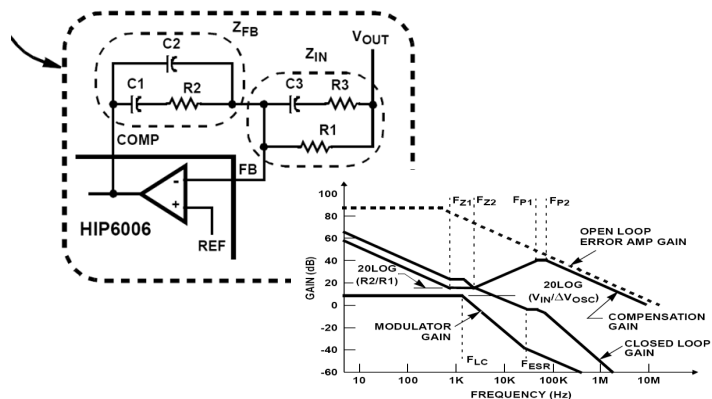 ZFB
C2
ZIN
VOUT
C1
R2
C3
R3
R1
COMP
FB
-
+
HIP6006
REF
100
80
60
40
20
0
-20
-40
-60
GAIN (dB)
FZ1
FZ2
FP1
FP2
OPEN LOOP
ERROR AMP GAIN
20LOG
(R2/R1)
20LOG
(VIN/ΔVOSC)
MODULATOR
GAIN
COMPENSATION
GAIN
CLOSED LOOP
GAIN
FLC
FESR
10
100
1K
10K
100K
1M
10M
FREQUENCY (Hz)